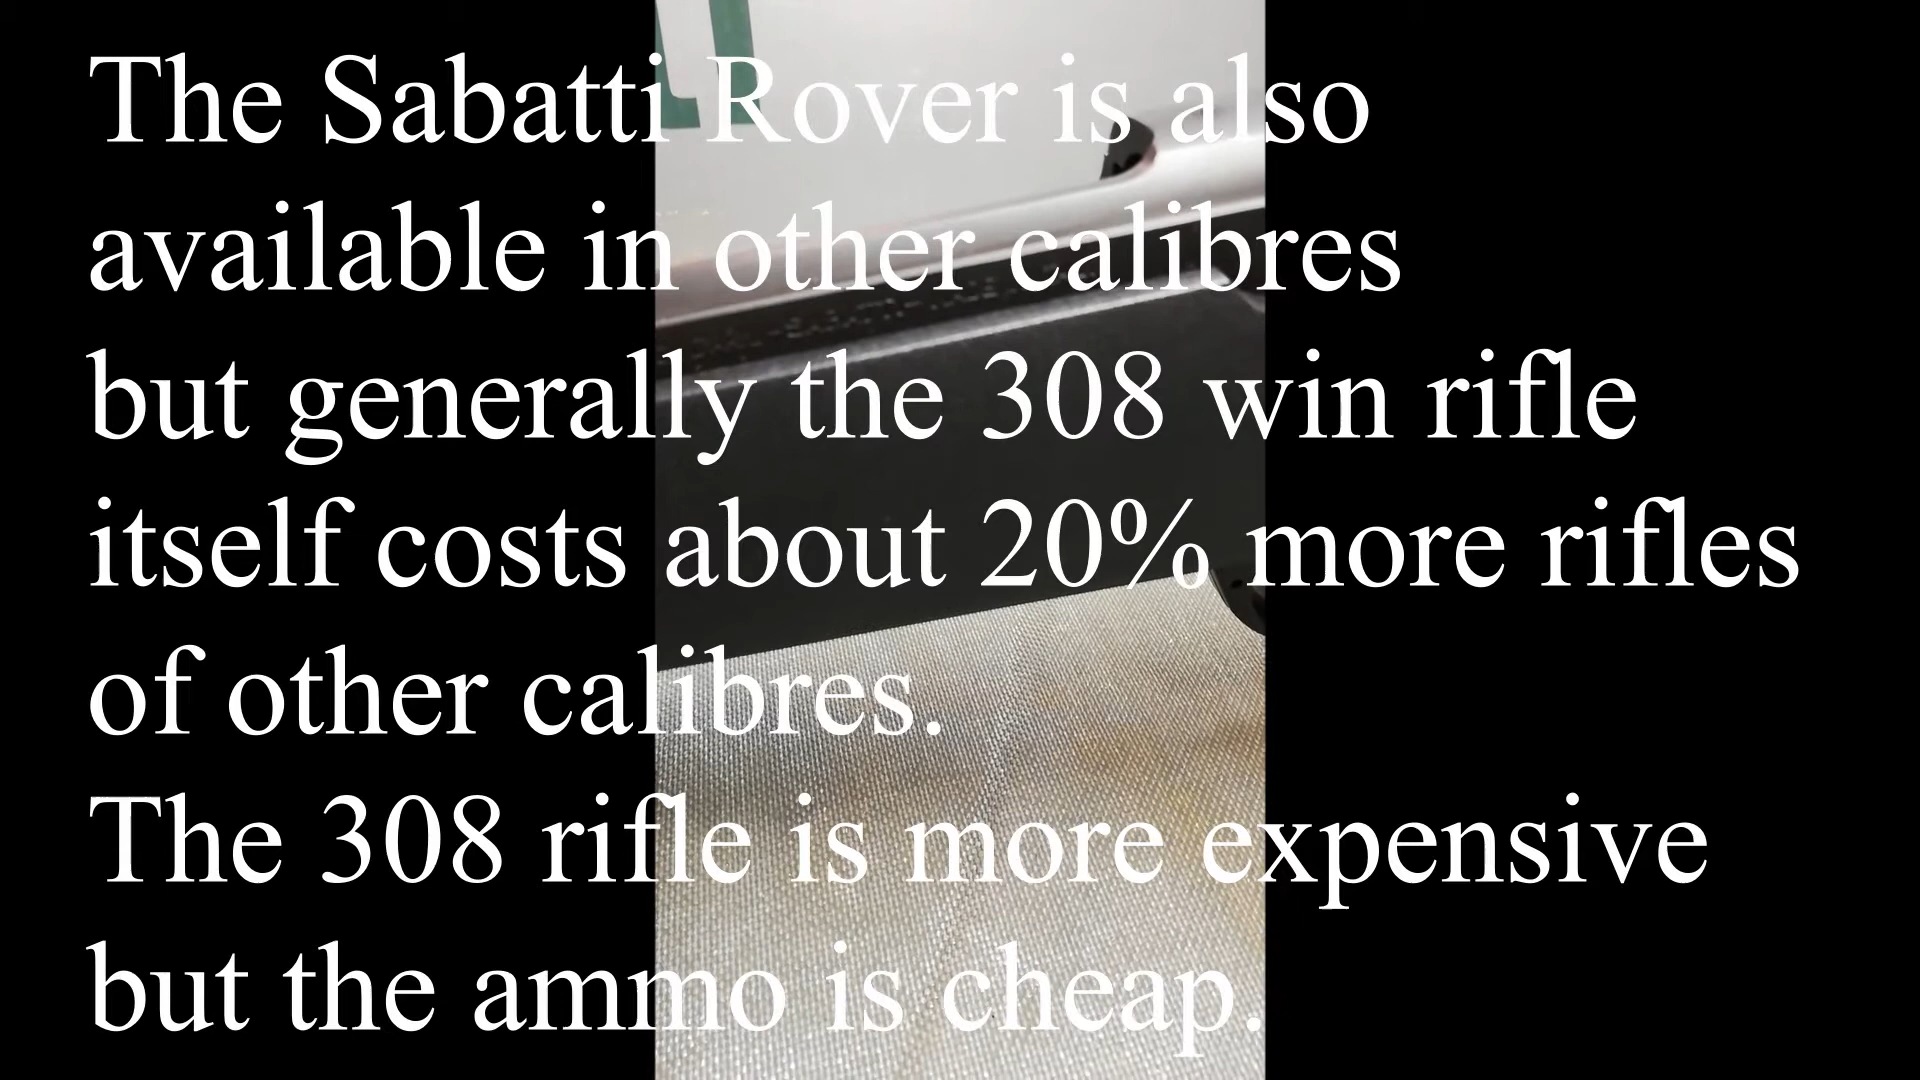 The Sabatti Rover is also
available in other calibres
but generally the 308 win rifle
itself costs about 20% more rifles
of other calibres.
The 308 rifle is more expensive
but the ammo is cheap.